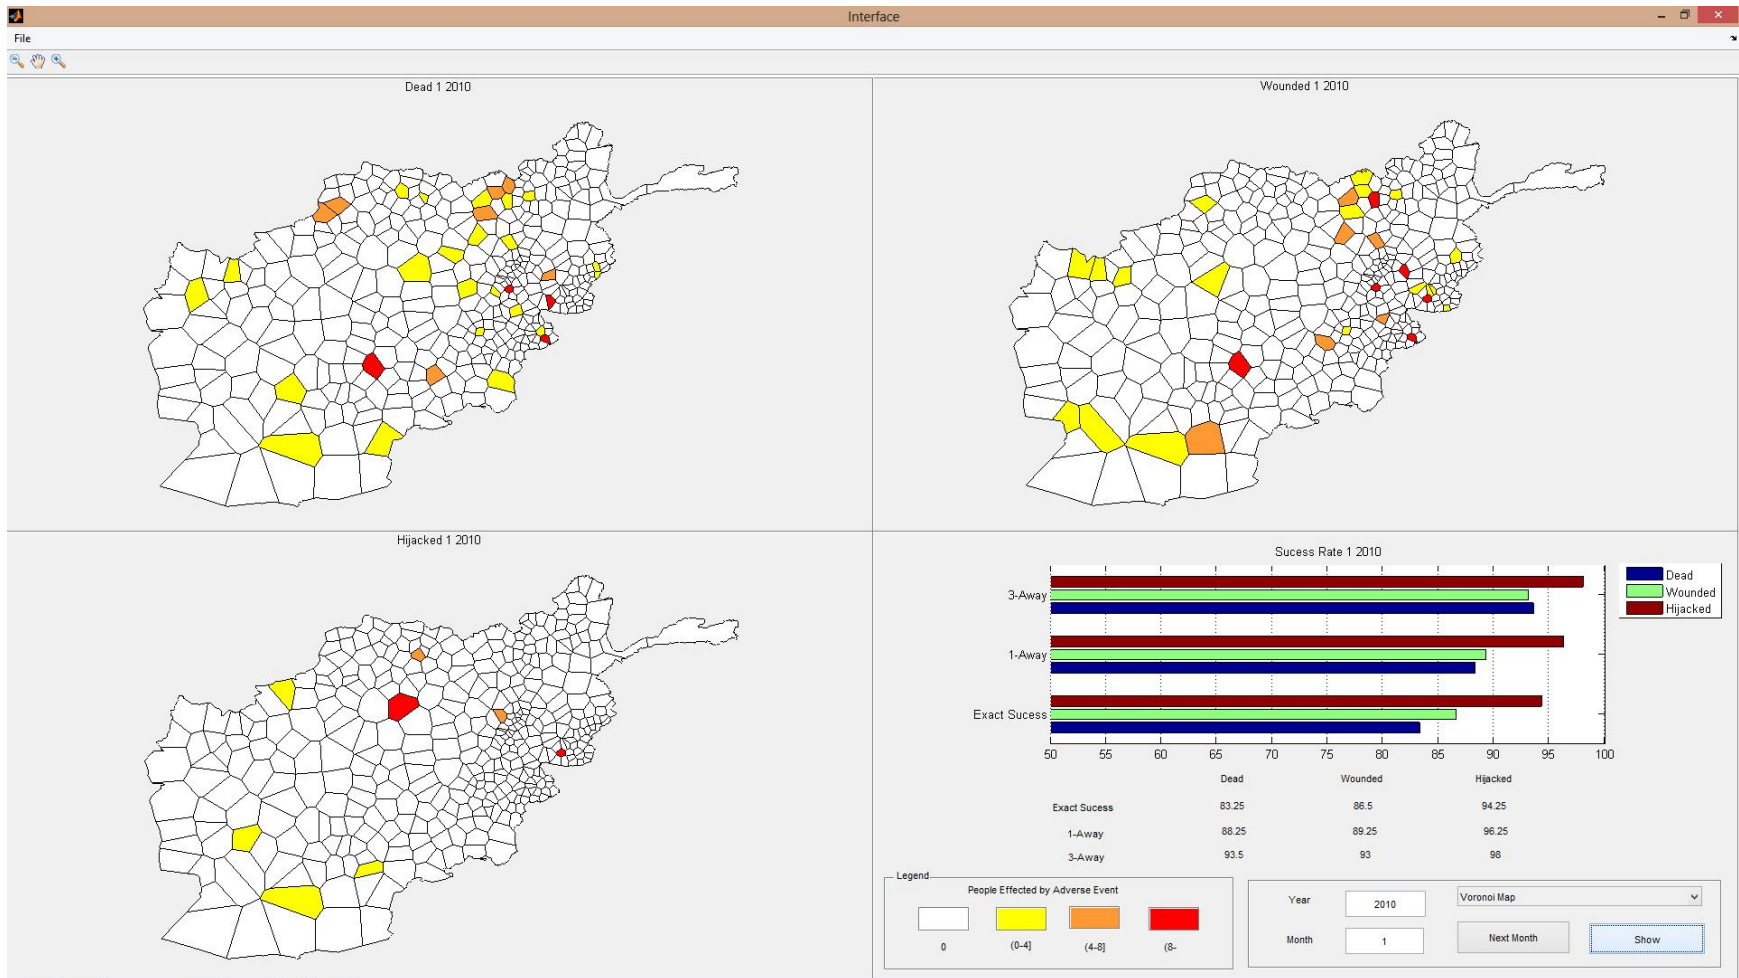 Interface
File
Dead 1 2010
Wounded 1 2010
Hijacked 1 2010
Sucess Rate 1 2010
Dead
Wounded
Hijacked
3-Away
1-Away
Exact Sucess
50 55 60 65 70 75 80 85 90 95 100
Dead Wounded Hijacked
Exact Sucess 83.25 86.5 94.25
1-Away 88.25 89.25 96.25
3-Away 93.5 93 98
Legend
People Effected by Adverse Event
0 (0-4] (4-8] (8-
Year 2010 Voronoi Map
Month 1 Next Month Show